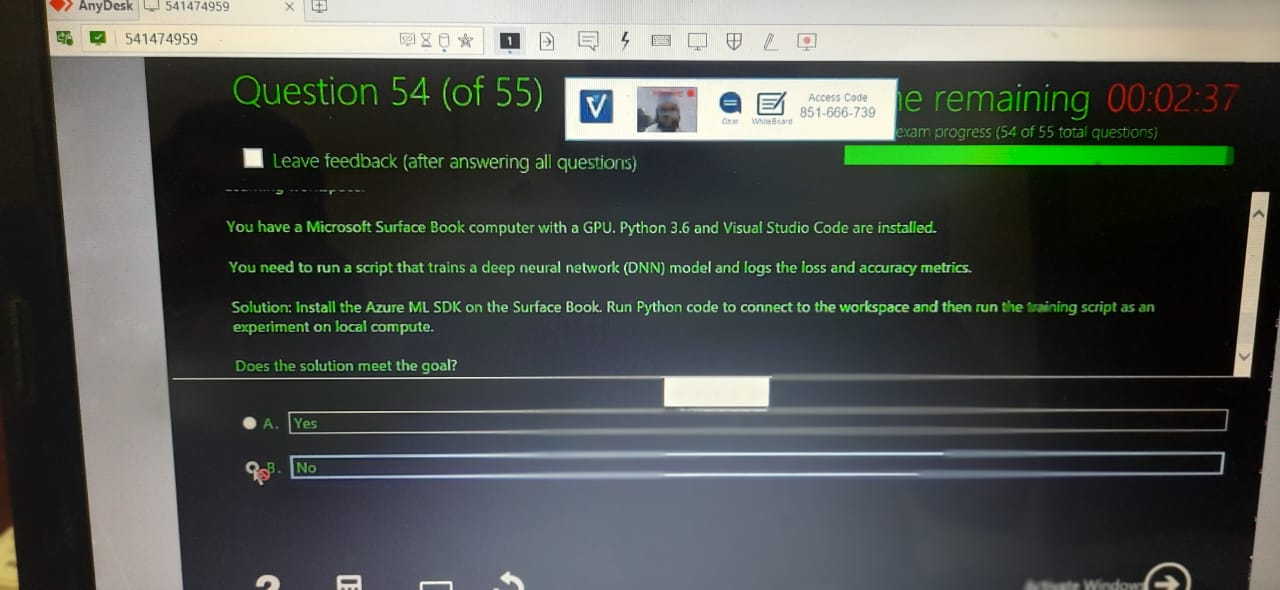 AnyDesk 541474959
541474959
1
Question 54 (of 55)
Chat
WhiteBoard
Access Code
851-666-739
e remaining 00:02:37
exam progress (54 of 55 total questions)
Leave feedback (after answering all questions)
You have a Microsoft Surface Book computer with a GPU. Python 3.6 and Visual Studio Code are installed.
You need to run a script that trains a deep neural network (DNN) model and logs the loss and accuracy metrics.
Solution: Install the Azure ML SDK on the Surface Book. Run Python code to connect to the workspace and then run the training script as an
experiment on local compute.
Does the solution meet the goal?
A. Yes
B. No
Activate Windows